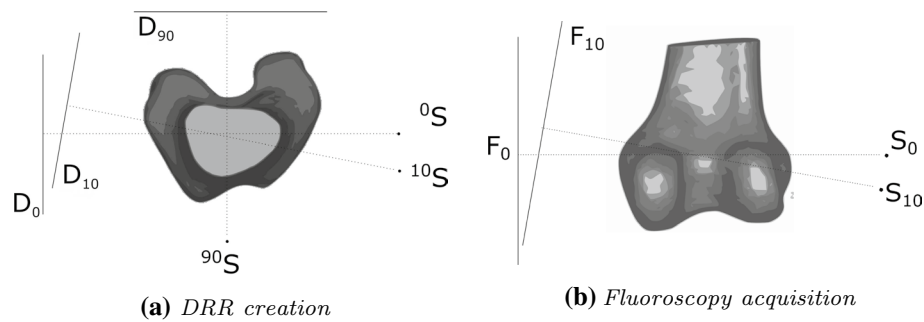 D₉₀
D₁₀
D₀
⁰S
¹⁰S
⁹⁰S
(a) DRR creation
F₁₀
F₀
S₀
S₁₀
(b) Fluoroscopy acquisition